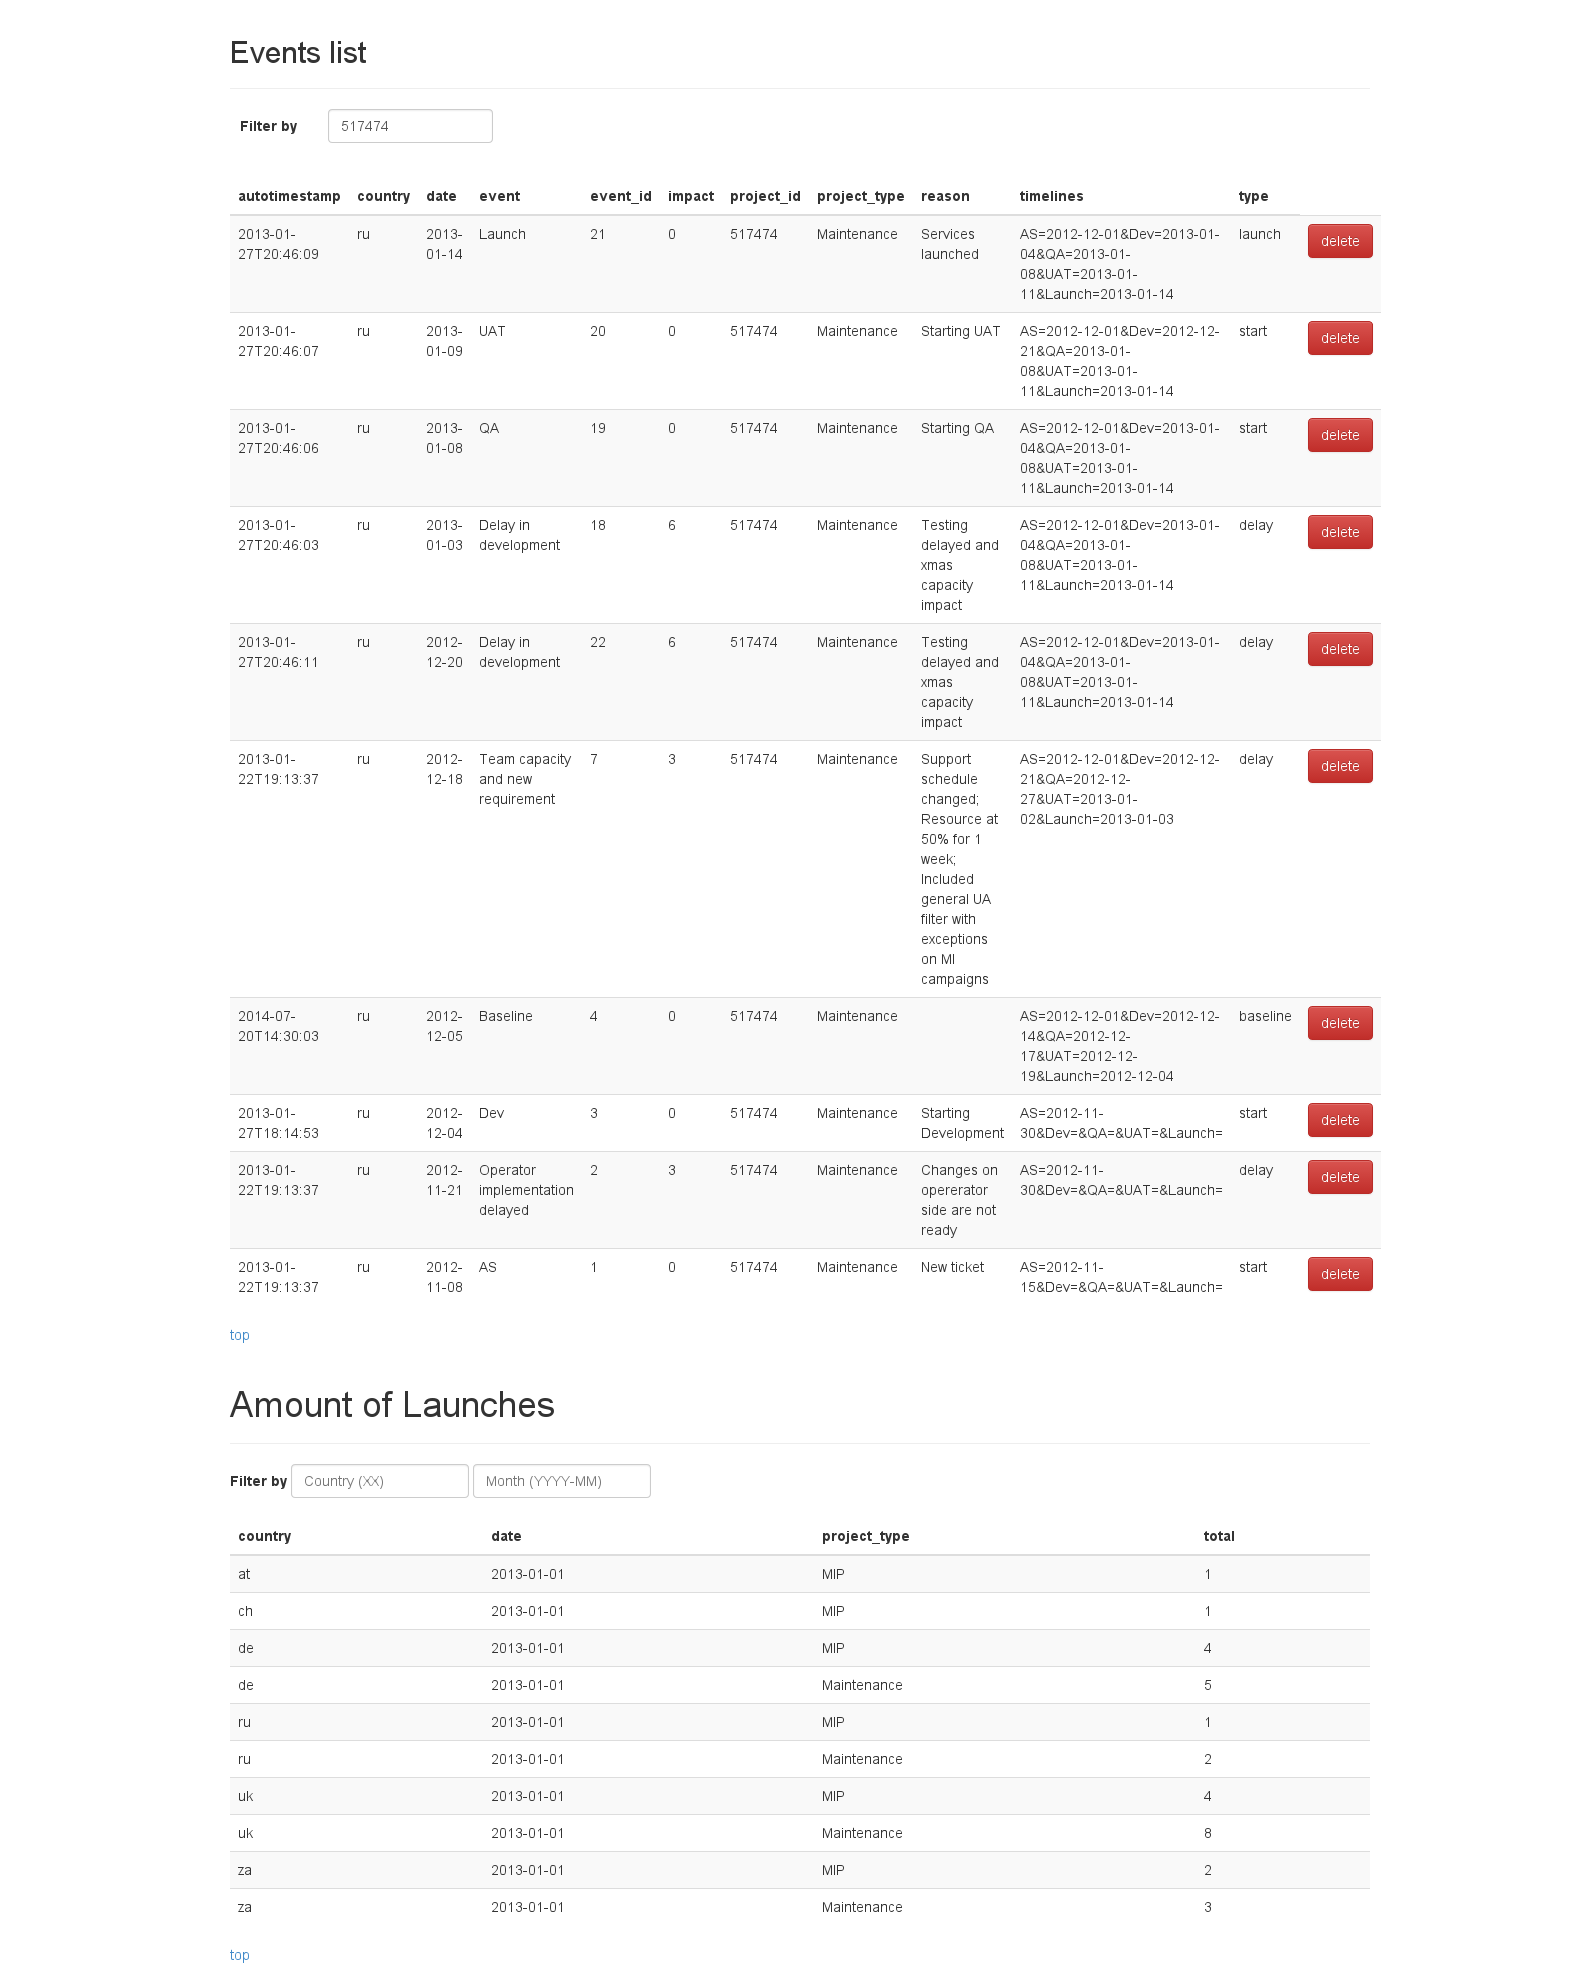 Events list
Filter by 517474
autotimestamp country date event event_id impact project_id project_type reason timelines type
2013-01- ru 2013- Launch 21 0 517474 Maintenance Services AS=2012-12-01&Dev=2013-01- launch delete
27T20:46:09 01-14 launched 04&QA=2013-01-
08&UAT=2013-01-
11&Launch=2013-01-14
2013-01- ru 2013- UAT 20 0 517474 Maintenance Starting UAT AS=2012-12-01&Dev=2012-12- start delete
27T20:46:07 01-09 21&QA=2013-01-
08&UAT=2013-01-
11&Launch=2013-01-14
2013-01- ru 2013- QA 19 0 517474 Maintenance Starting QA AS=2012-12-01&Dev=2013-01- start delete
27T20:46:06 01-08 04&QA=2013-01-
08&UAT=2013-01-
11&Launch=2013-01-14
2013-01- ru 2013- Delay in 18 6 517474 Maintenance Testing AS=2012-12-01&Dev=2013-01- delay delete
27T20:46:03 01-03 development delayed and 04&QA=2013-01-
xmas 08&UAT=2013-01-
capacity 11&Launch=2013-01-14
impact
2013-01- ru 2012- Delay in 22 6 517474 Maintenance Testing AS=2012-12-01&Dev=2013-01- delay delete
27T20:46:11 12-20 development delayed and 04&QA=2013-01-
xmas 08&UAT=2013-01-
capacity 11&Launch=2013-01-14
impact
2013-01- ru 2012- Team capacity 7 3 517474 Maintenance Support AS=2012-12-01&Dev=2012-12- delay delete
22T19:13:37 12-18 and new schedule 21&QA=2012-12-
requirement changed; 27&UAT=2013-01-
Resource at 02&Launch=2013-01-03
50% for 1
week;
Included
general UA
filter with
exceptions
on MI
campaigns
2014-07- ru 2012- Baseline 4 0 517474 Maintenance AS=2012-12-01&Dev=2012-12- baseline delete
20T14:30:03 12-05 14&QA=2012-12-
17&UAT=2012-12-
19&Launch=2012-12-04
2013-01- ru 2012- Dev 3 0 517474 Maintenance Starting AS=2012-11- start delete
27T18:14:53 12-04 Development 30&Dev=&QA=&UAT=&Launch=
2013-01- ru 2012- Operator 2 3 517474 Maintenance Changes on AS=2012-11- delay delete
22T19:13:37 11-21 implementation opererator 30&Dev=&QA=&UAT=&Launch=
delayed side are not
ready
2013-01- ru 2012- AS 1 0 517474 Maintenance New ticket AS=2012-11- start delete
22T19:13:37 11-08 15&Dev=&QA=&UAT=&Launch=
top
Amount of Launches
Filter by Country (XX) Month (YYYY-MM)
country date project_type total
at 2013-01-01 MIP 1
ch 2013-01-01 MIP 1
de 2013-01-01 MIP 4
de 2013-01-01 Maintenance 5
ru 2013-01-01 MIP 1
ru 2013-01-01 Maintenance 2
uk 2013-01-01 MIP 4
uk 2013-01-01 Maintenance 8
za 2013-01-01 MIP 2
za 2013-01-01 Maintenance 3
top